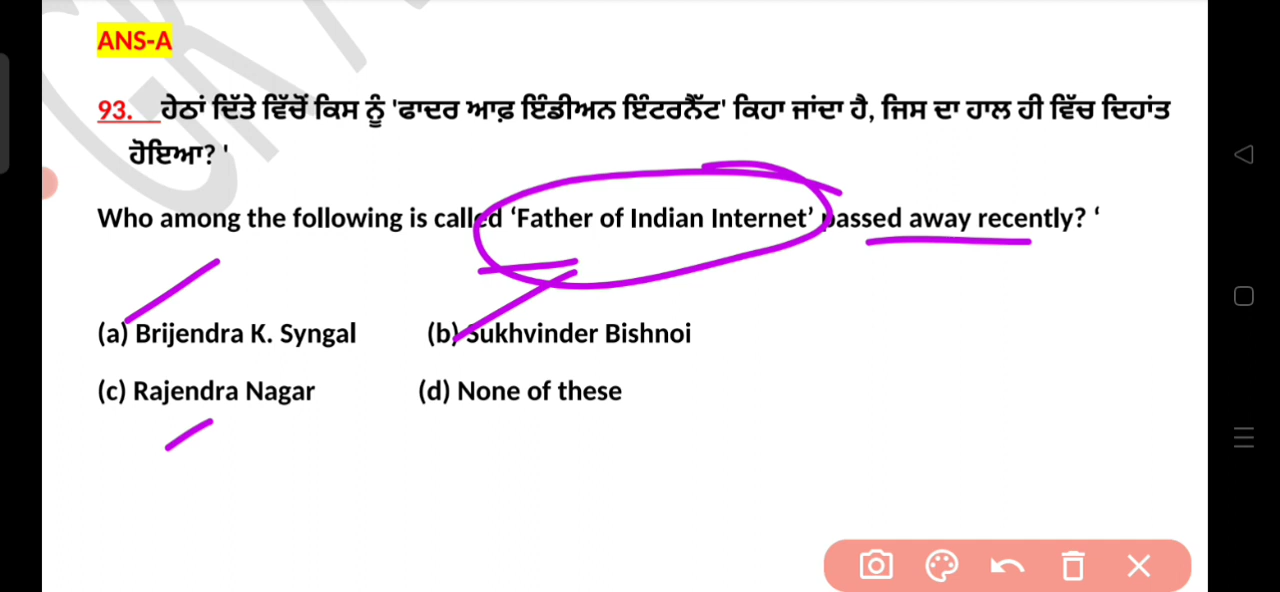 ANS-A
93. ਹੇਠਾਂ ਦਿੱਤੇ ਵਿੱਚੋਂ ਕਿਸ ਨੂੰ 'ਫਾਦਰ ਆਫ਼ ਇੰਡੀਅਨ ਇੰਟਰਨੈੱਟ' ਕਿਹਾ ਜਾਂਦਾ ਹੈ, ਜਿਸ ਦਾ ਹਾਲ ਹੀ ਵਿੱਚ ਦਿਹਾਂਤ
ਹੋਇਆ? '
Who among the following is called ‘Father of Indian Internet’ passed away recently? ‘
(a) Brijendra K. Syngal (b) Sukhvinder Bishnoi
(c) Rajendra Nagar (d) None of these